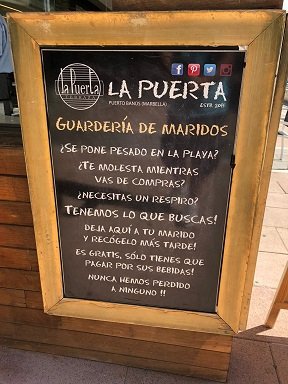 la Puerta
LA PUERTA
PUERTO BANÚS (MARBELLA)
GUARDERÍA DE MARIDOS
¿SE PONE PESADO EN LA PLAYA?
¿TE MOLESTA MIENTRAS
VAS DE COMPRAS?
¿NECESITAS UN RESPIRO?
TENEMOS LO QUE BUSCAS!
DEJA AQUÍ A TU MARIDO
Y RECÓGELO MÁS TARDE!
ES GRATIS, SÓLO TIENES QUE
PAGAR POR SUS BEBIDAS!
NUNCA HEMOS PERDIDO
A NINGUNO !!